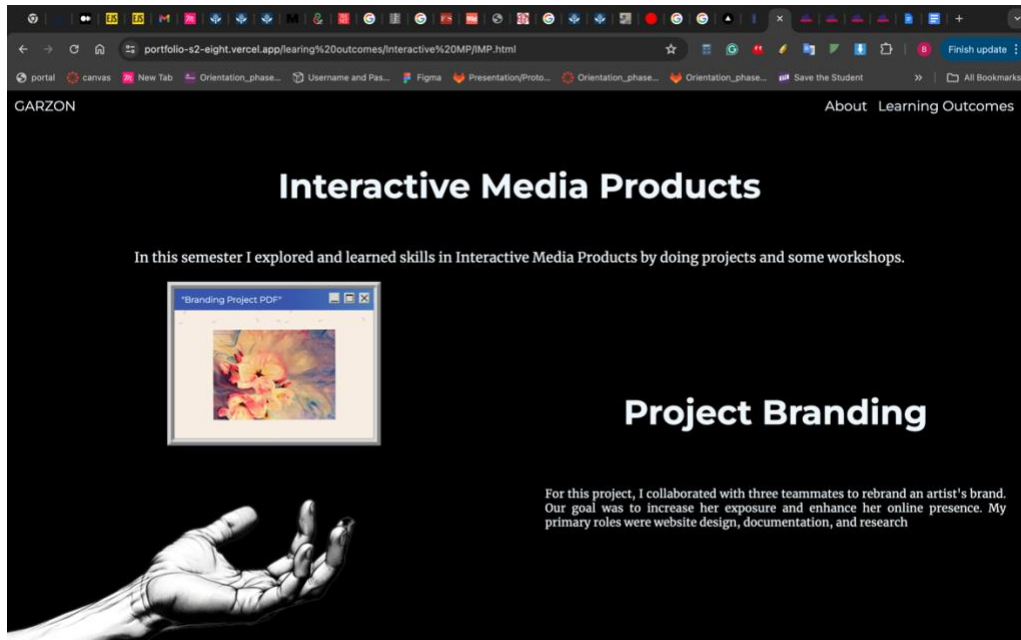 portfolio-s2-eight.vercel.app/learing%20outcomes/Interactive%20MP/IMP.html
Finish update
portal
canvas
New Tab
Orientation_phase...
Username and Pas...
Figma
Presentation/Proto...
Orientation_phase...
Orientation_phase...
Save the Student
All Bookmarks
GARZON
About Learning Outcomes
Interactive Media Products
In this semester I explored and learned skills in Interactive Media Products by doing projects and some workshops.
"Branding Project PDF"
Project Branding
For this project, I collaborated with three teammates to rebrand an artist's brand.
Our goal was to increase her exposure and enhance her online presence. My
primary roles were website design, documentation, and research